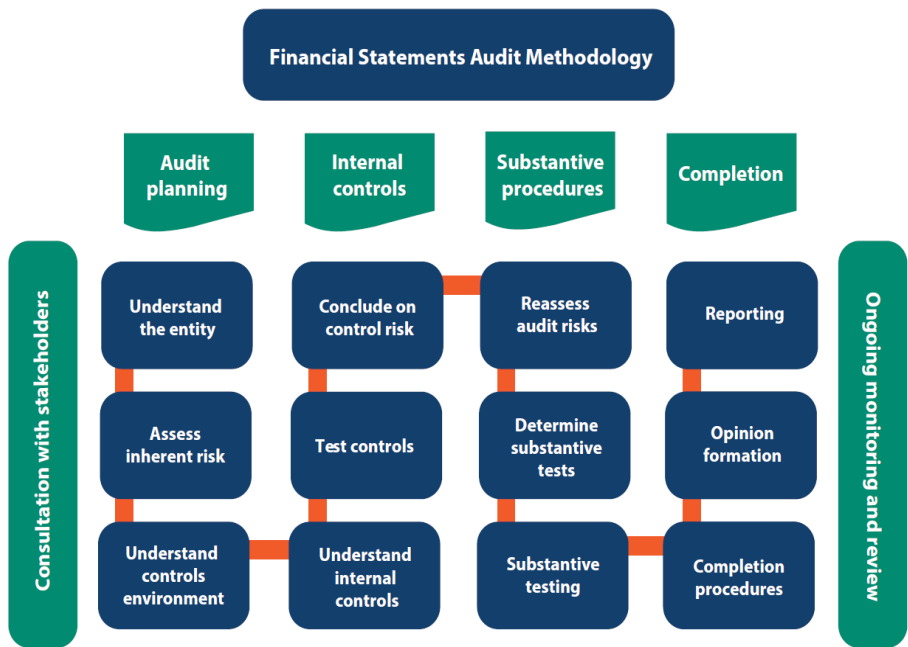 Financial Statements Audit Methodology
Audit
planning
Internal
controls
Substantive
procedures
Completion
Consultation with stakeholders
Understand
the entity
Conclude on
control risk
Reassess
audit risks
Reporting
Assess
inherent risk
Test controls
Determine
substantive
tests
Opinion
formation
Understand
controls
environment
Understand
internal
controls
Substantive
testing
Completion
procedures
Ongoing monitoring and review